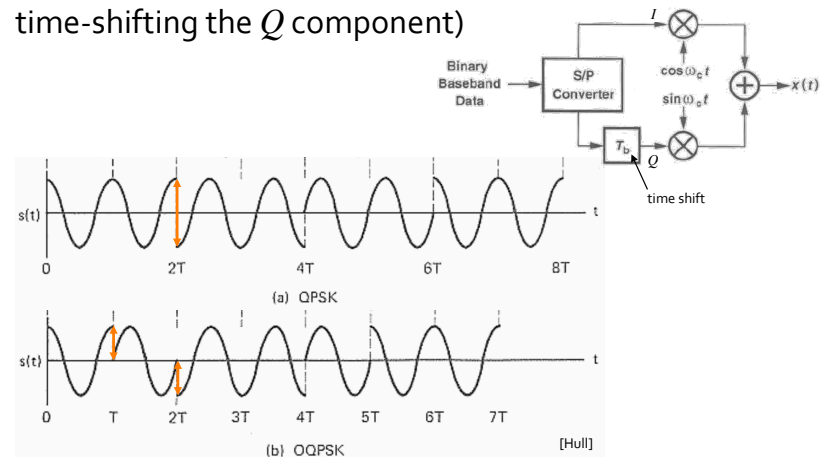 time-shifting the Q component)
I
Binary
Baseband
Data
S/P
Converter
cos ω_c t
sin ω_c t
+
x(t)
T_b
Q
time shift
s(t)
t
0 2T 4T 6T 8T
(a) QPSK
s(t)
t
0 T 2T 3T 4T 5T 6T 7T
(b) OQPSK
[Hull]